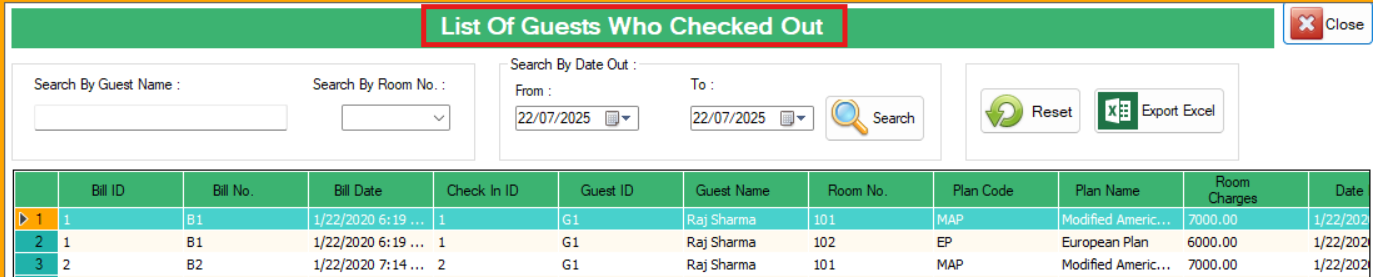 List Of Guests Who Checked Out
Close
Search By Guest Name :
Search By Room No. :
Search By Date Out :
From :
To :
22/07/2025
22/07/2025
Search
Reset
Export Excel
Bill ID Bill No. Bill Date Check In ID Guest ID Guest Name Room No. Plan Code Plan Name Room Charges Date
1 1 B1 1/22/2020 6:19 ... 1 G1 Raj Sharma 101 MAP Modified Americ... 7000.00 1/22/202
2 1 B1 1/22/2020 6:19 ... 1 G1 Raj Sharma 102 EP European Plan 6000.00 1/22/202
3 2 B2 1/22/2020 7:14 ... 2 G1 Raj Sharma 101 MAP Modified Americ... 7000.00 1/22/202